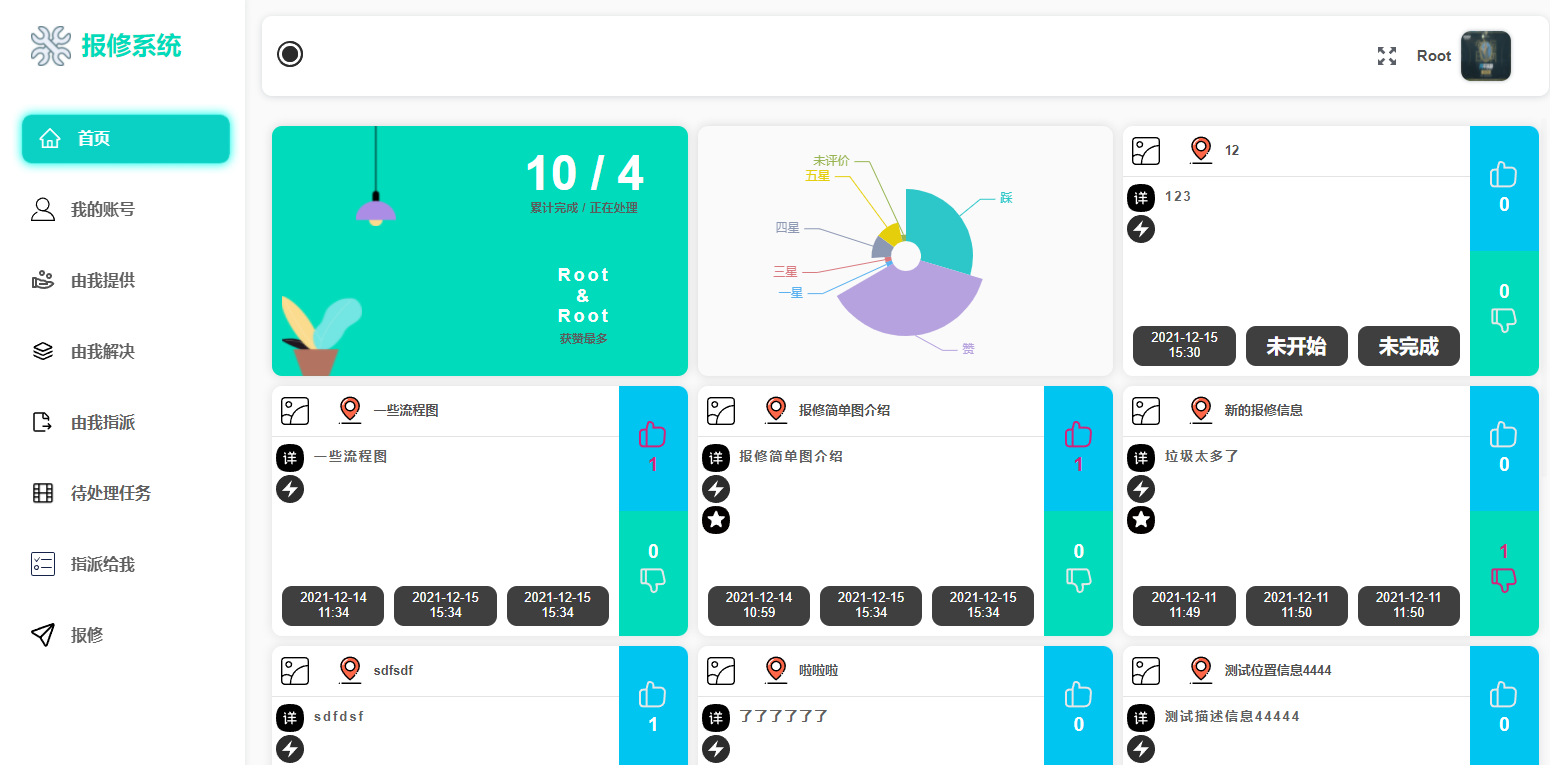 报修系统
首页
我的账号
由我提供
由我解决
由我指派
待处理任务
指派给我
报修
Root
10 / 4
累计完成 / 正在处理
Root
&
Root
获赞最多
未评价
五星
四星
三星
一星
踩
赞
12
详 123
0
0
2021-12-15
15:30
未开始
未完成
一些流程图
详 一些流程图
1
0
2021-12-14
11:34
2021-12-15
15:34
2021-12-15
15:34
报修简单图介绍
详 报修简单图介绍
1
0
2021-12-14
10:59
2021-12-15
15:34
2021-12-15
15:34
新的报修信息
详 垃圾太多了
0
1
2021-12-11
11:49
2021-12-11
11:50
2021-12-11
11:50
sdfsdf
详 sdfdsf
1
啦啦啦
详 了了了了了了
0
测试位置信息4444
详 测试描述信息44444
0